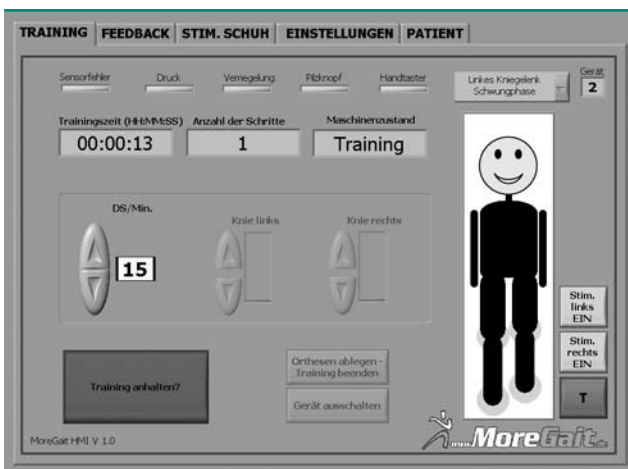 TRAINING FEEDBACK STIM. SCHUH EINSTELLUNGEN PATIENT
Sensorfehler Druck Verriegelung Pilzknopf Handtaster
Linkes Kniegelenk
Schwungphase
Gerät
2
Trainingszeit (HH:MM:SS) Anzahl der Schritte Maschinenzustand
00:00:13 1 Training
DS/Min. Knie links Knie rechts
15
Stim.
links
EIN
Stim.
rechts
EIN
T
Training anhalten?
Orthesen ablegen -
Training beenden
Gerät ausschalten
MoreGait HMI V 1.0
www.MoreGait.de